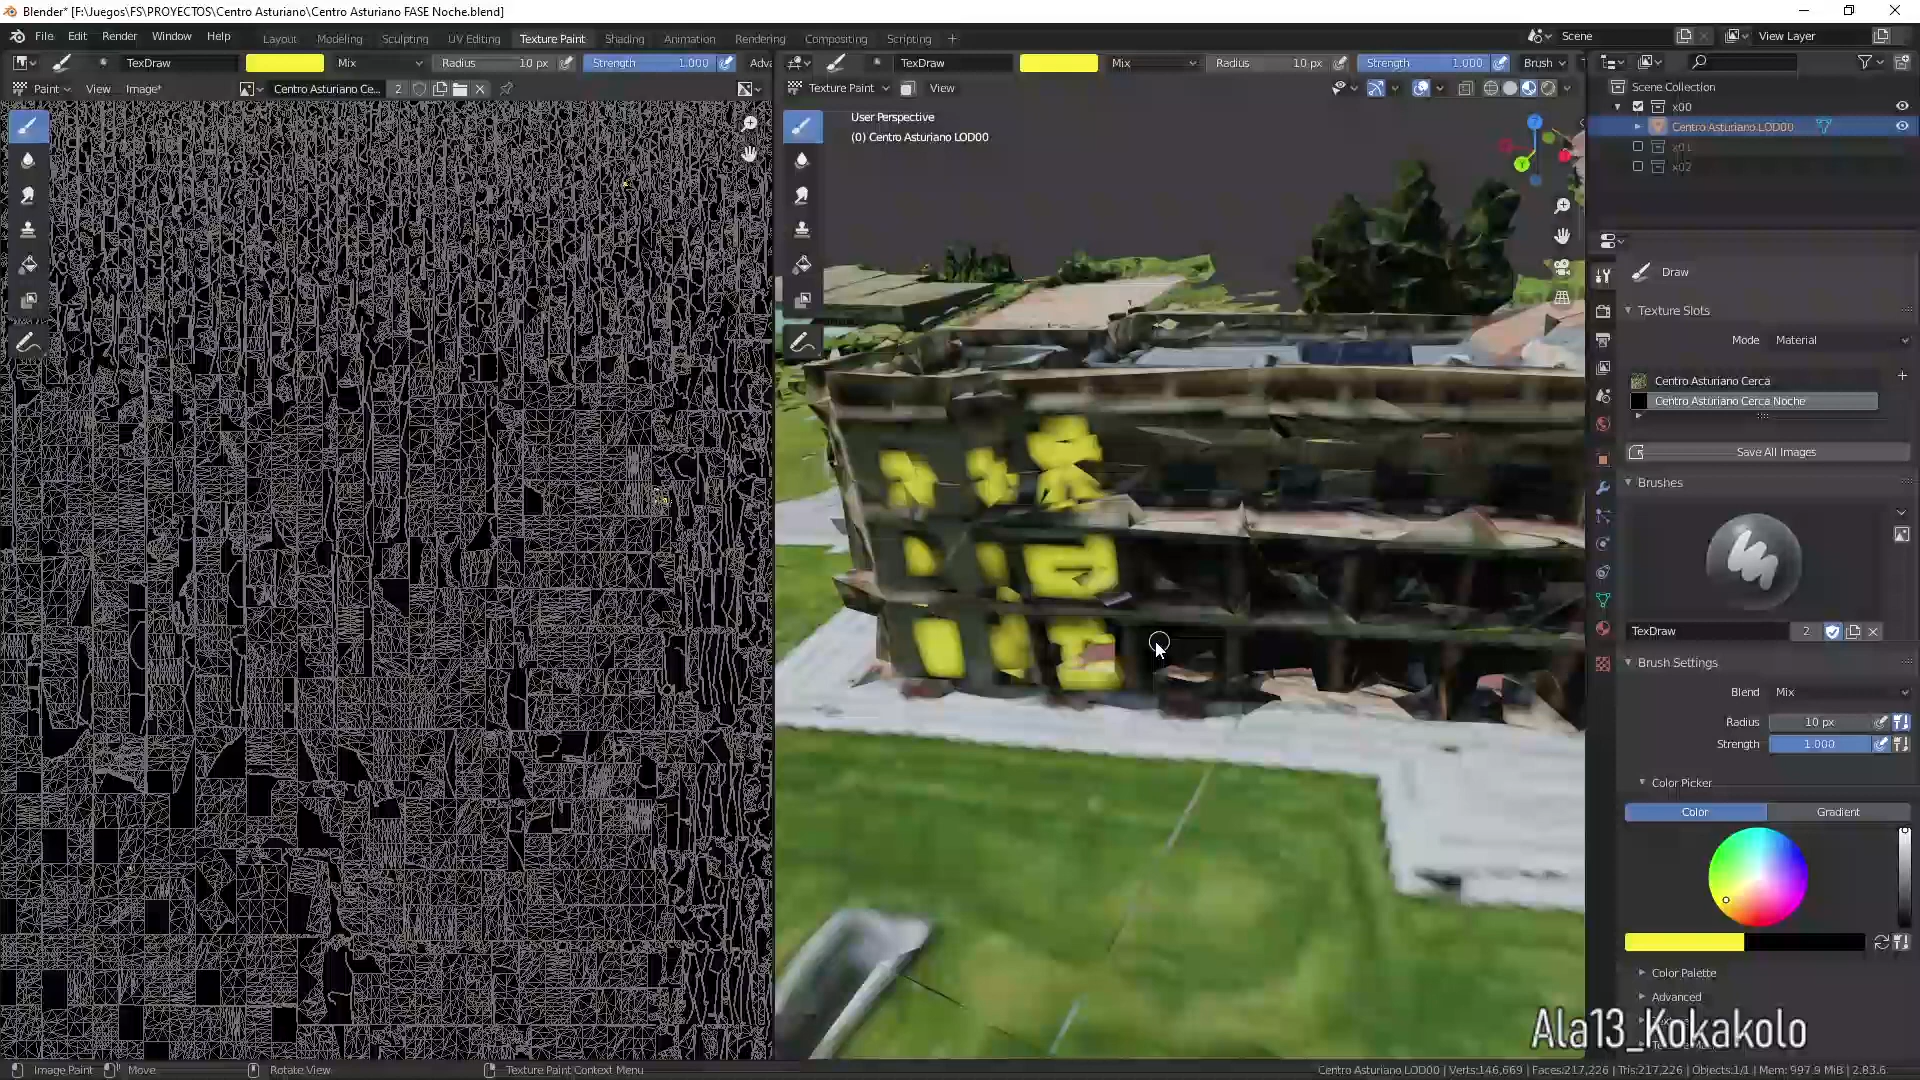 Blender* [F:\Juegos\FS\PROYECTOS\Centro Asturiano\Centro Asturiano FASE Noche.blend]
File Edit Render Window Help Layout Modeling Sculpting UV Editing Texture Paint Shading Animation Rendering Compositing Scripting + Scene View Layer
TexDraw Mix Radius 10 px Strength 1.000 Adva TexDraw Mix Radius 10 px Strength 1.000 Brush
Paint View Image* Centro Asturiano Ce... 2 Texture Paint View
User Perspective
(0) Centro Asturiano LOD00
Scene Collection
x00
Centro Asturiano LOD00
x01
x02
Draw
Texture Slots
Mode Material
Centro Asturiano Cerca
Centro Asturiano Cerca Noche
Save All Images
Brushes
TexDraw 2
Brush Settings
Blend Mix
Radius 10 px
Strength 1.000
Color Picker
Color Gradient
Color Palette
Advanced
Ala13_Kokakolo
Image Paint Move Rotate View Texture Paint Context Menu Centro Asturiano LOD00 | Verts:146,669 | Faces:217,226 | Tris:217,226 | Objects:1/1 | Mem: 997.9 MiB | 2.83.6